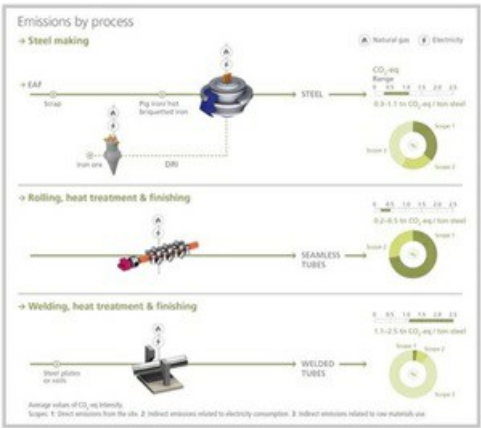 Emissions by process
→ Steel making
Natural gas
Electricity
CO₂-eq
Range
→ EAF
Scrap
Pig iron/ hot
briquetted iron
STEEL
0 0.5 1.0 1.5 2.0 2.5
0.3-1.1 tn CO₂-eq / ton steel
Iron ore
DRI
Scope 1
Scope 3
Scope 2
%
→ Rolling, heat treatment & finishing
0 0.5 1.0 1.5 2.0 2.5
0.2-0.5 tn CO₂-eq / ton steel
SEAMLESS
TUBES
Scope 1
Scope 2
%
→ Welding, heat treatment & finishing
0 0.5 1.0 1.5 2.0 2.5
1.1-2.5 tn CO₂-eq / ton steel
Steel plates
or coils
WELDED
TUBES
Scope 1
Scope 2
%
Scope 3
Average values of CO₂-eq intensity.
Scopes: 1: Direct emissions from the site. 2: Indirect emissions related to electricity consumption. 3: Indirect emissions related to raw materials use.